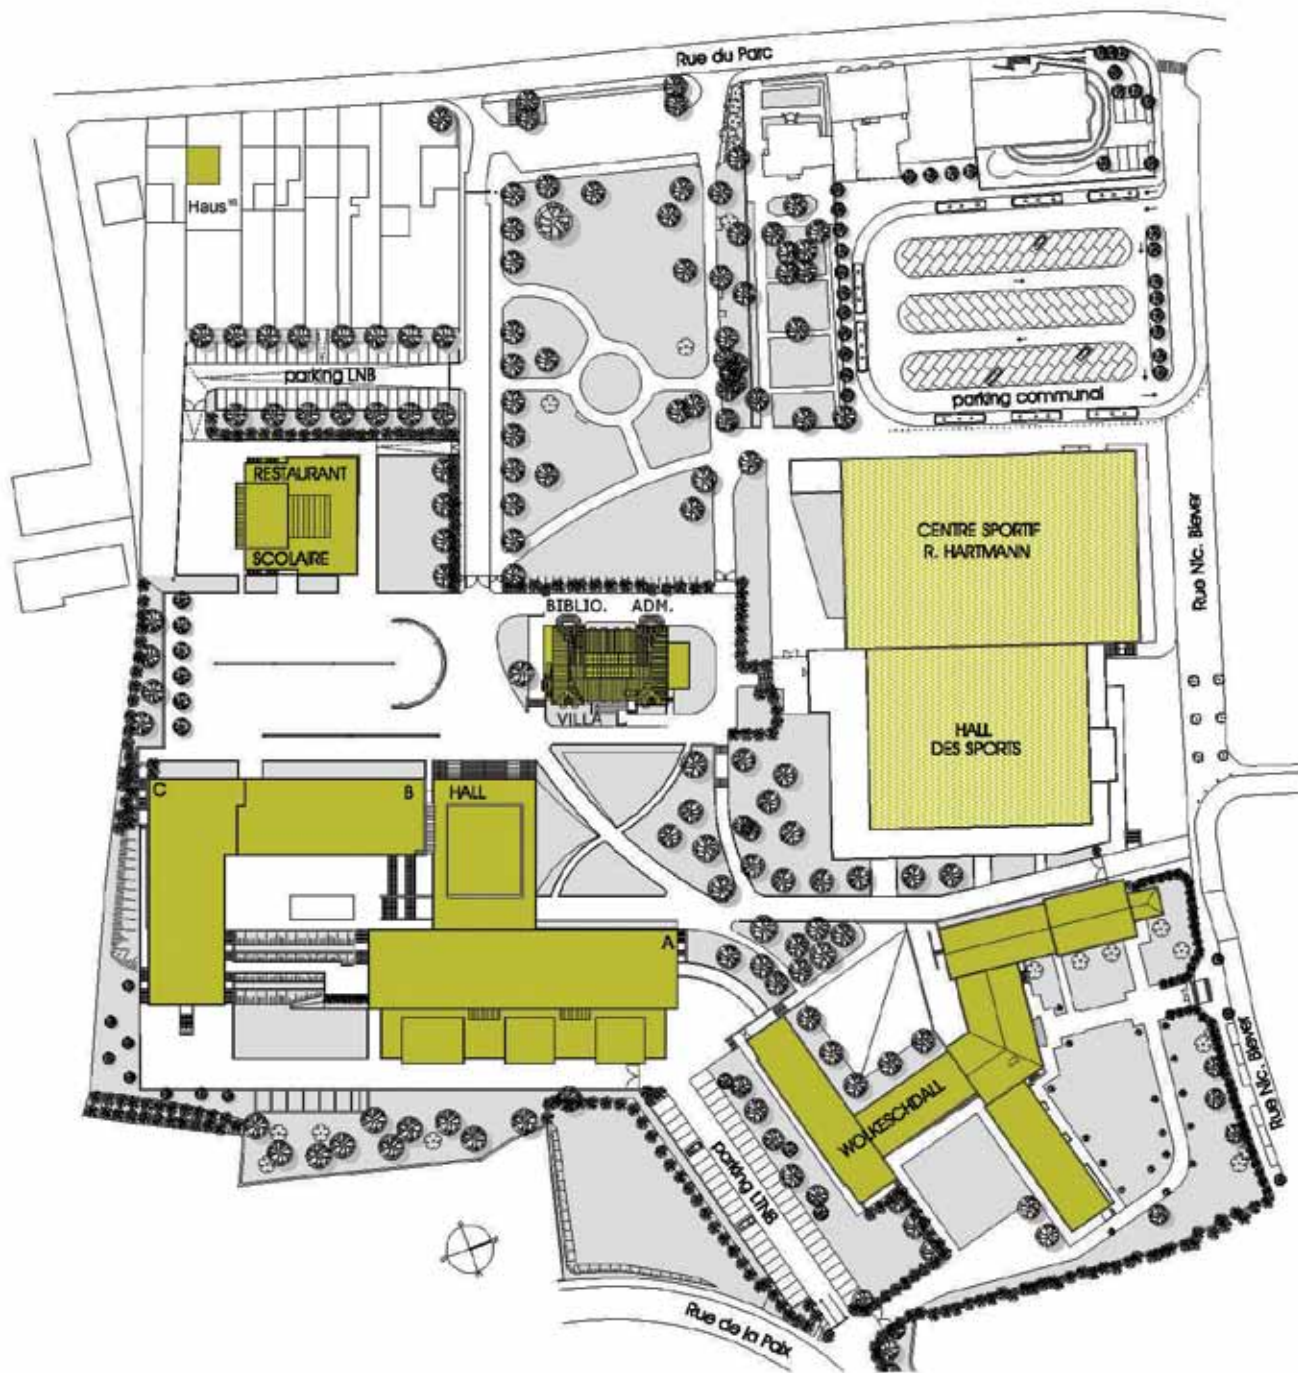 Rue du Parc
Haus
parking LNB
parking communal
RESTAURANT
SCOLAIRE
CENTRE SPORTIF
R. HARTMANN
Rue Nic. Biever
BIBLIO. ADM.
VILLA L
HALL
DES SPORTS
C
B
HALL
A
WOLKESCHDALL
parking LTNB
Rue Nic. Biever
Rue de la Paix